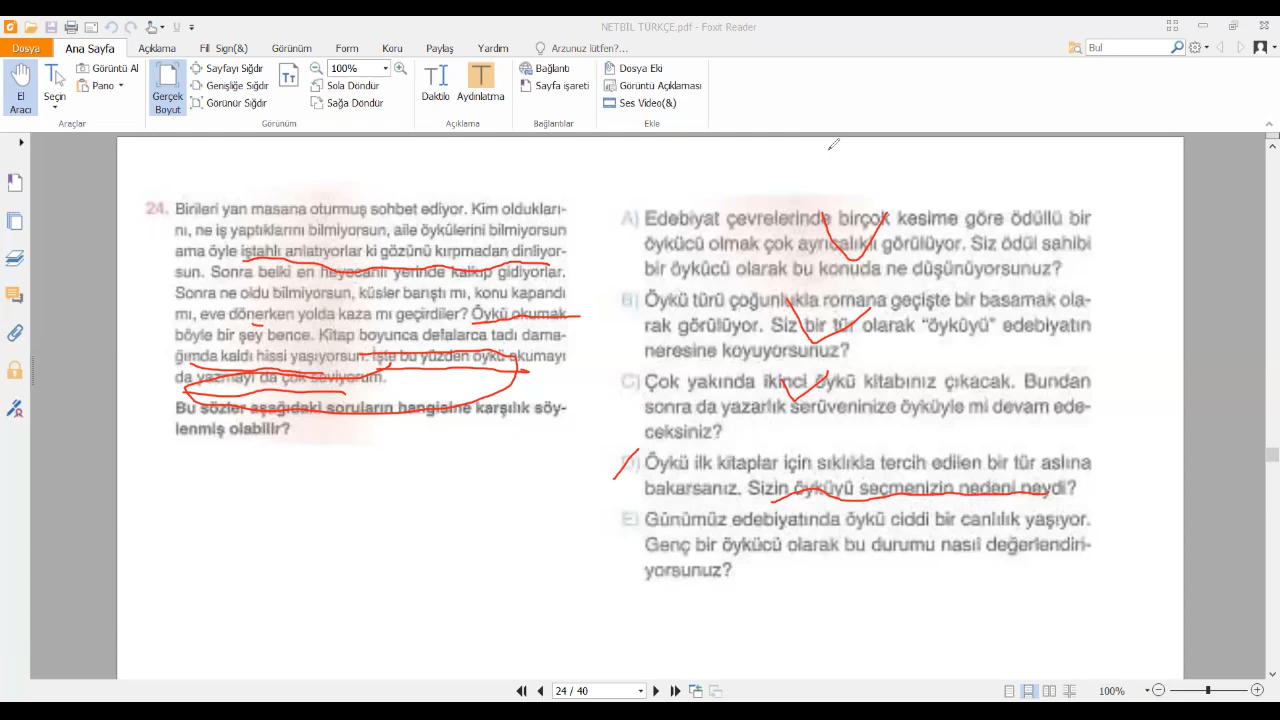 NETBİL TÜRKÇE.pdf - Foxit Reader
Dosya Ana Sayfa Açıklama Fill Sign(&) Görünüm Form Koru Paylaş Yardım Arzunuz lütfen?... Bul
El Aracı
Seçin
Görüntü Al
Pano
Araçlar
Gerçek Boyut
Sayfayı Sığdır
Genişliğe Sığdır
Görünür Sığdır
100%
Sola Döndür
Sağa Döndür
Görünüm
Daktilo
Aydınlatma
Açıklama
Bağlantı
Sayfa işareti
Bağlantılar
Dosya Eki
Görüntü Açıklaması
Ses Video(&)
Ekle
24. Birileri yan masana oturmuş sohbet ediyor. Kim oldukları-
nı, ne iş yaptıklarını bilmiyorsun, aile öykülerini bilmiyorsun
ama öyle iştahlı anlatıyorlar ki gözünü kırpmadan dinliyor-
sun. Sonra belki en heyecanlı yerinde kalkıp gidiyorlar.
Sonra ne oldu bilmiyorsun, küsler barıştı mı, konu kapandı
mı, eve dönerken yolda kaza mı geçirdiler? Öykü okumak
böyle bir şey bence. Kitap boyunca defalarca tadı dama-
ğımda kaldı hissi yaşıyorsun. İşte bu yüzden öykü okumayı
da yazmayı da çok seviyorum.
Bu sözler aşağıdaki soruların hangisine karşılık söy-
lenmiş olabilir?
A) Edebiyat çevrelerinde birçok kesime göre ödüllü bir
öykücü olmak çok ayrıcalıklı görülüyor. Siz ödül sahibi
bir öykücü olarak bu konuda ne düşünüyorsunuz?
B) Öykü türü çoğunlukla romana geçişte bir basamak ola-
rak görülüyor. Siz bir tür olarak “öyküyü” edebiyatın
neresine koyuyorsunuz?
C) Çok yakında ikinci öykü kitabınız çıkacak. Bundan
sonra da yazarlık serüveninize öyküyle mi devam ede-
ceksiniz?
D) Öykü ilk kitaplar için sıklıkla tercih edilen bir tür aslına
bakarsanız. Sizin öyküyü seçmenizin nedeni neydi?
E) Günümüz edebiyatında öykü ciddi bir canlılık yaşıyor.
Genç bir öykücü olarak bu durumu nasıl değerlendiri-
yorsunuz?
24 / 40
100%